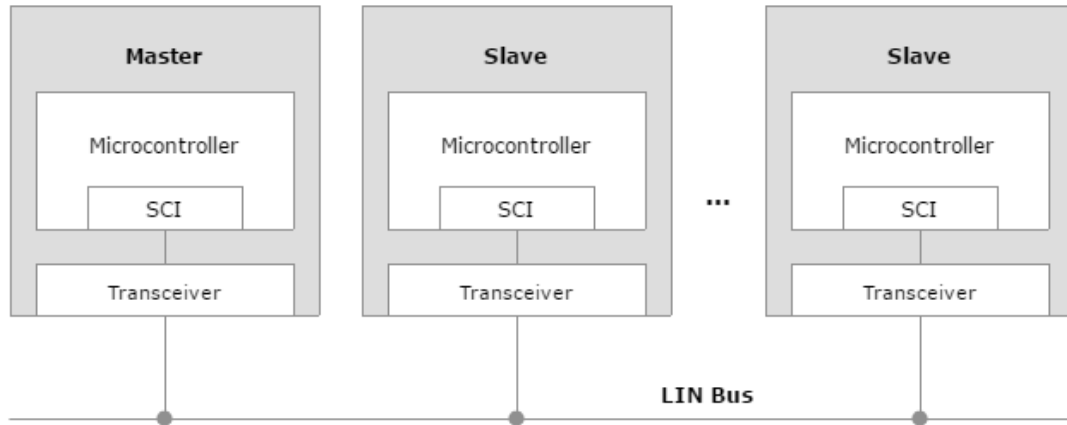 Master
Slave
Slave
Microcontroller
Microcontroller
Microcontroller
SCI
SCI
...
SCI
Transceiver
Transceiver
Transceiver
LIN Bus